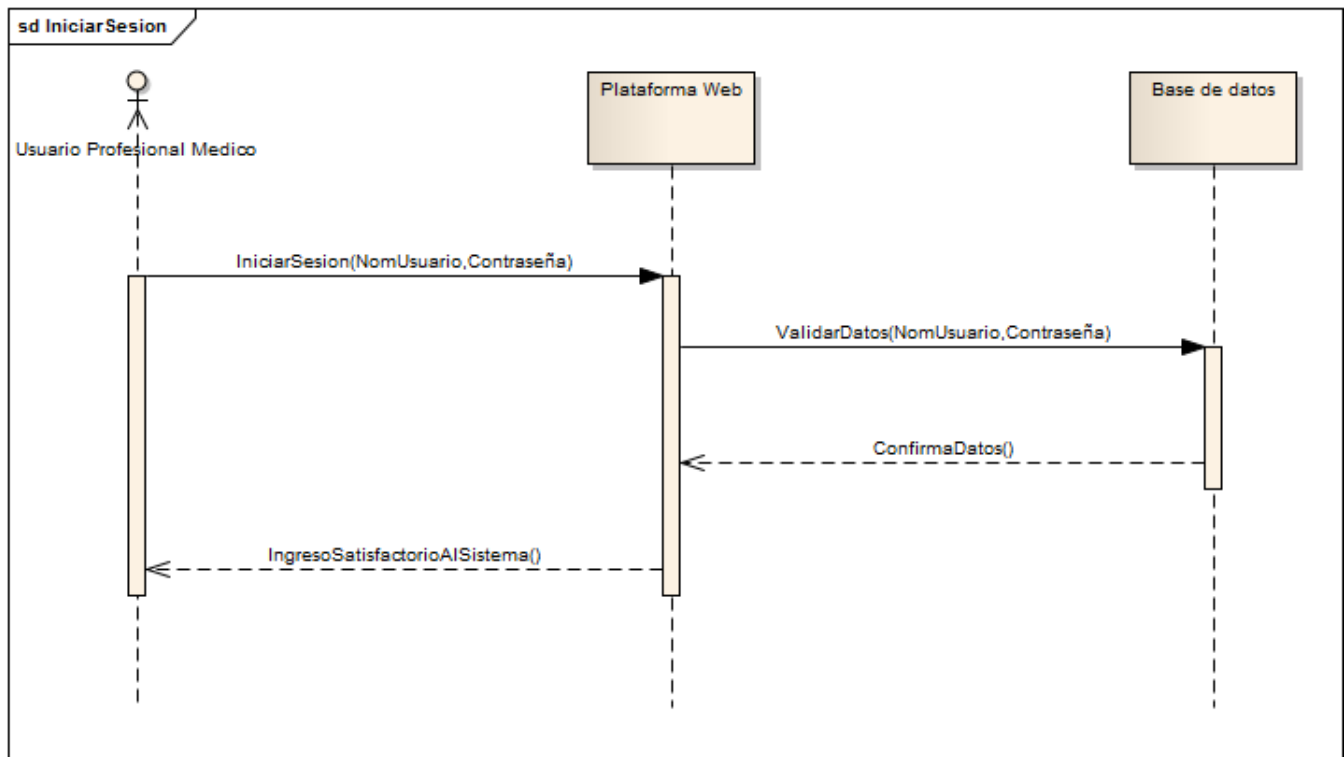 sd IniciarSesion
Usuario Profesional Medico
Plataforma Web
Base de datos
IniciarSesion(NomUsuario,Contraseña)
ValidarDatos(NomUsuario,Contraseña)
ConfirmaDatos()
IngresoSatisfactorioAlSistema()